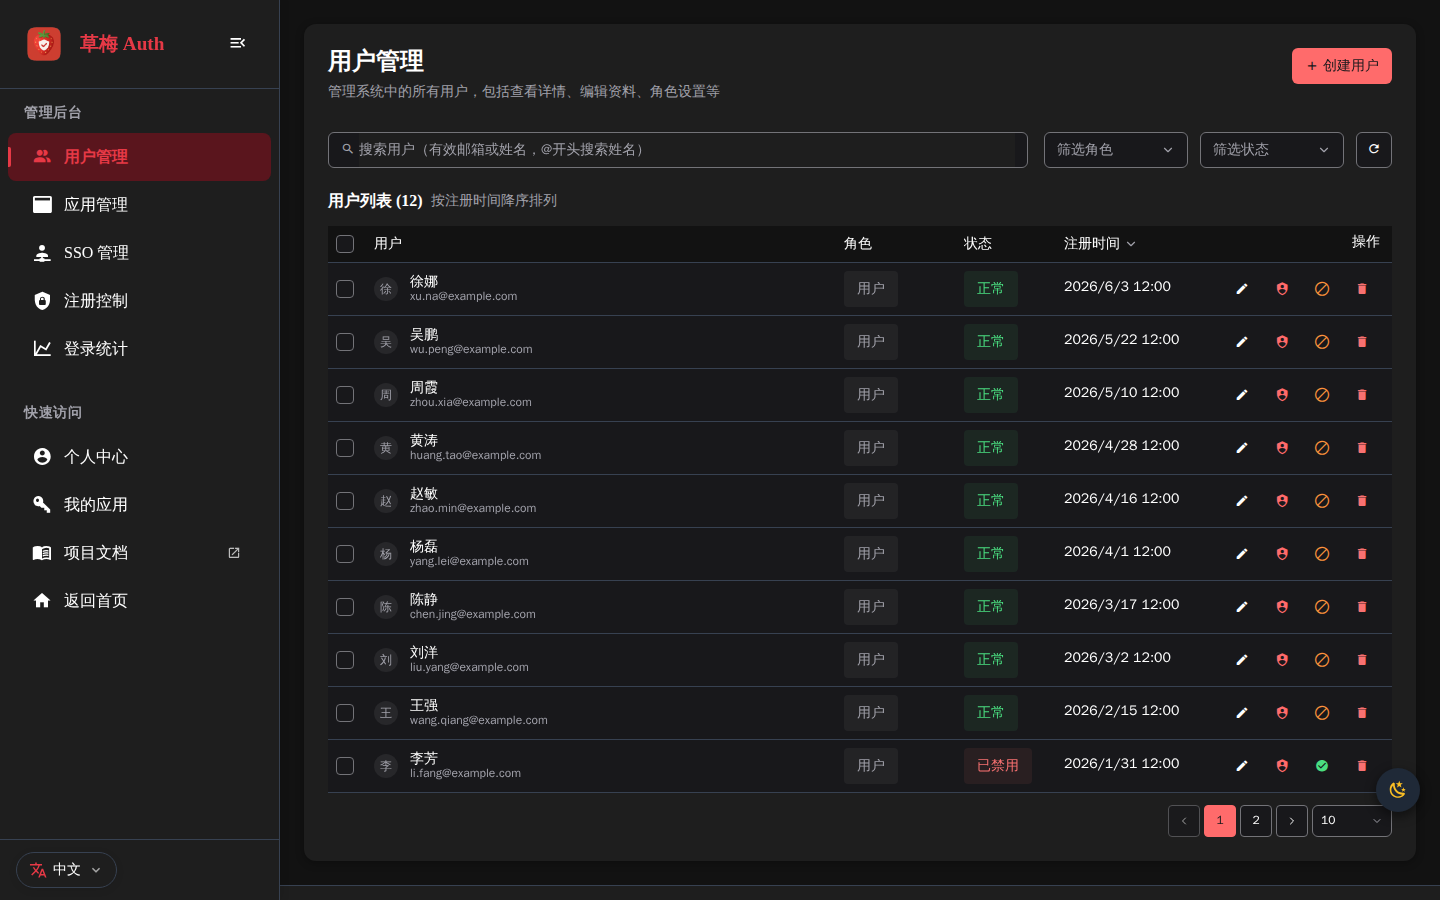 草梅 Auth
管理后台
用户管理
应用管理
SSO 管理
注册控制
登录统计
快速访问
个人中心
我的应用
项目文档
返回首页
中文
用户管理
管理系统中的所有用户，包括查看详情、编辑资料、角色设置等
创建用户
搜索用户（有效邮箱或姓名，@开头搜索姓名）
筛选角色
筛选状态
用户列表 (12) 按注册时间降序排列
用户 角色 状态 注册时间 操作
徐 徐娜 用户 正常 2026/6/3 12:00
xu.na@example.com
吴 吴鹏 用户 正常 2026/5/22 12:00
wu.peng@example.com
周 周霞 用户 正常 2026/5/10 12:00
zhou.xia@example.com
黄 黄涛 用户 正常 2026/4/28 12:00
huang.tao@example.com
赵 赵敏 用户 正常 2026/4/16 12:00
zhao.min@example.com
杨 杨磊 用户 正常 2026/4/1 12:00
yang.lei@example.com
陈 陈静 用户 正常 2026/3/17 12:00
chen.jing@example.com
刘 刘洋 用户 正常 2026/3/2 12:00
liu.yang@example.com
王 王强 用户 正常 2026/2/15 12:00
wang.qiang@example.com
李 李芳 用户 已禁用 2026/1/31 12:00
li.fang@example.com
1 2 10